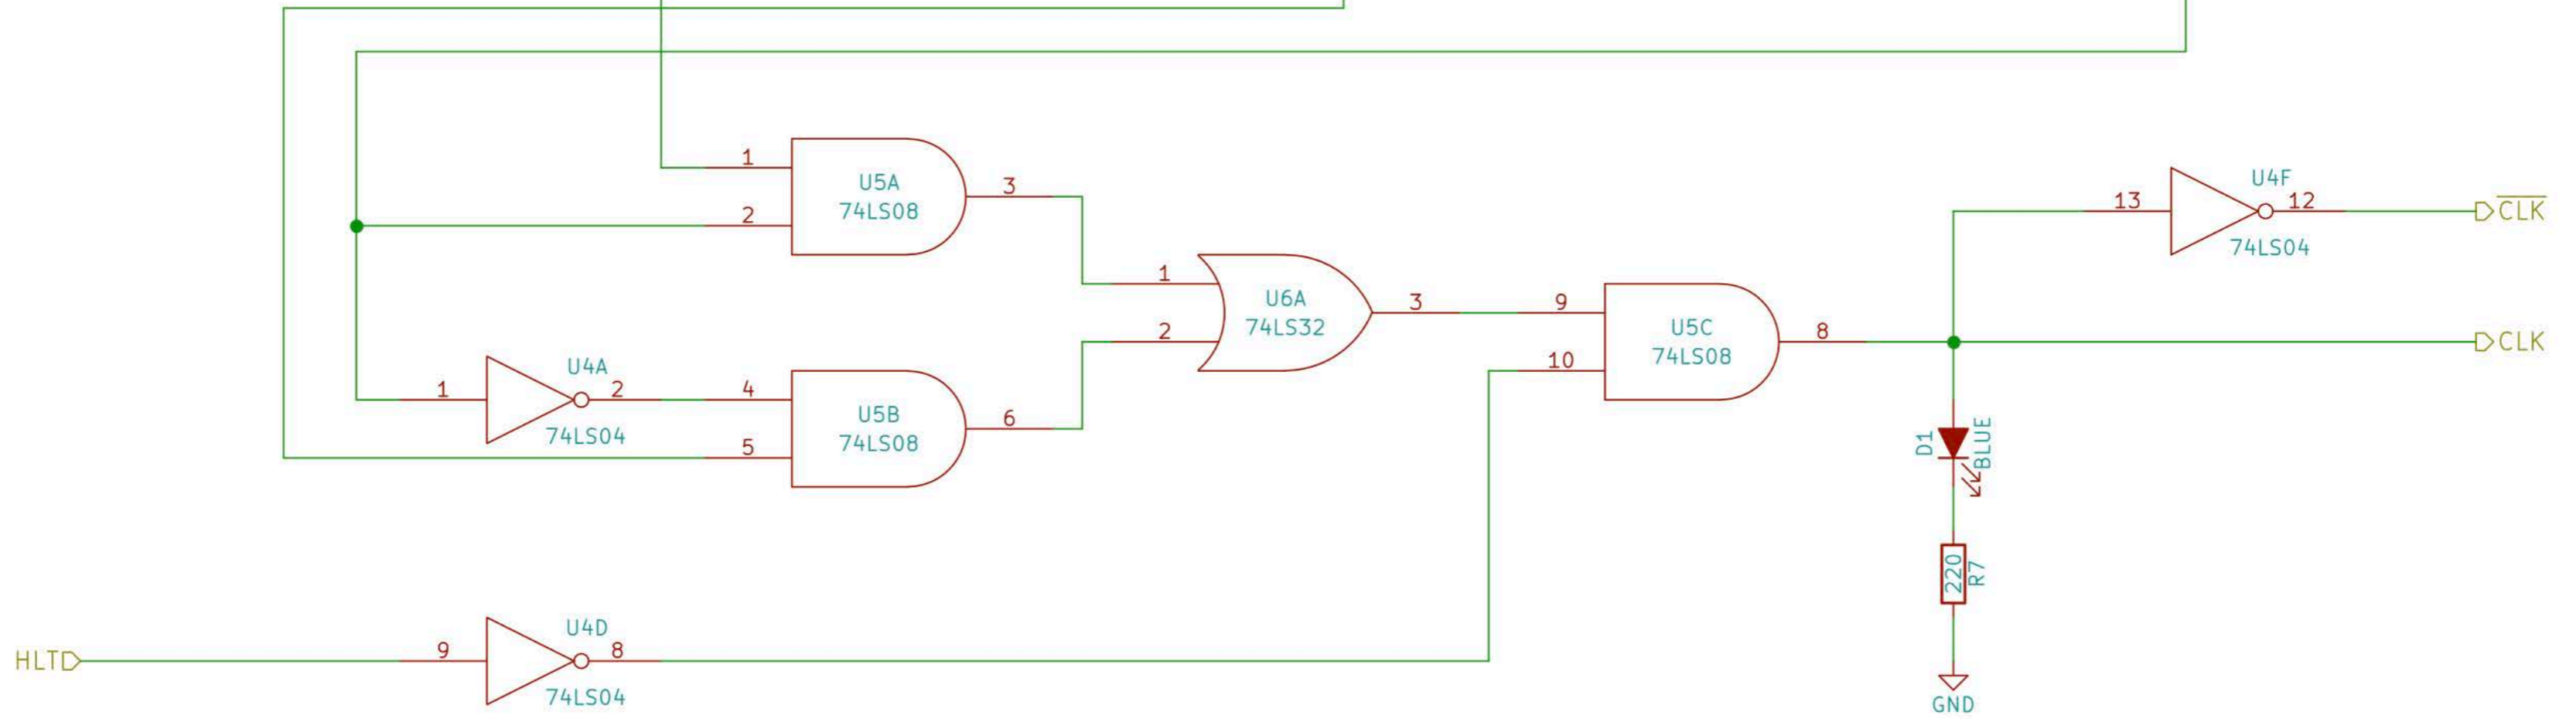 1
U5A
74LS08
3
2
U4F
13
12
CLK
74LS04
1
U6A
74LS32
2
3
9
U5C
74LS08
10
8
CLK
U4A
1
2
74LS04
4
U5B
74LS08
5
6
D1
BLUE
220
R7
GND
HLT
9
U4D
8
74LS04